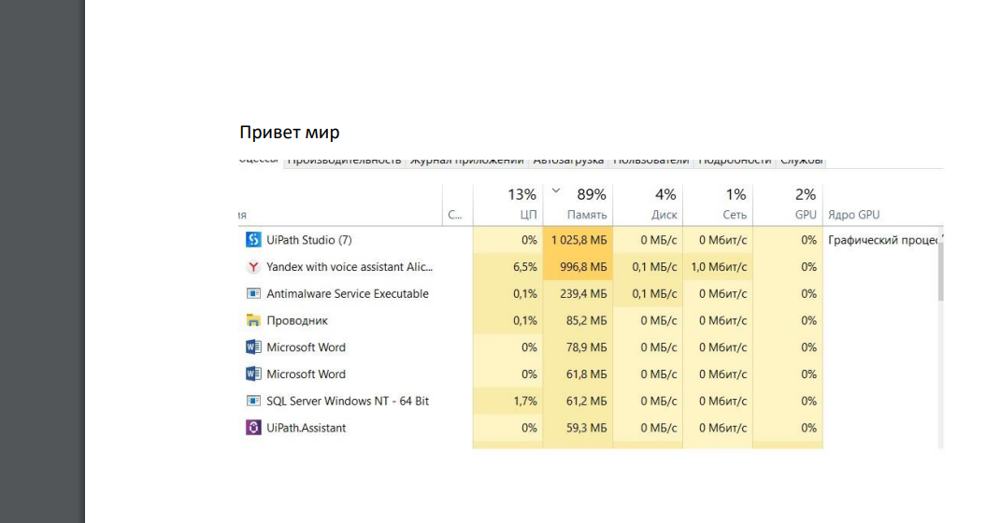 Привет мир
Производительность Журнал приложений Автозагрузка Пользователи Подробности Службы
13% 89% 4% 1% 2%
С... ЦП Память Диск Сеть GPU Ядро GPU
UiPath Studio (7) 0% 1 025,8 МБ 0 МБ/с 0 Мбит/с 0% Графический процес
Yandex with voice assistant Alic... 6,5% 996,8 МБ 0,1 МБ/с 1,0 Мбит/с 0%
Antimalware Service Executable 0,1% 239,4 МБ 0,1 МБ/с 0 Мбит/с 0%
Проводник 0,1% 85,2 МБ 0 МБ/с 0 Мбит/с 0%
Microsoft Word 0% 78,9 МБ 0 МБ/с 0 Мбит/с 0%
Microsoft Word 0% 61,8 МБ 0 МБ/с 0 Мбит/с 0%
SQL Server Windows NT - 64 Bit 1,7% 61,2 МБ 0 МБ/с 0 Мбит/с 0%
UiPath.Assistant 0% 59,3 МБ 0 МБ/с 0 Мбит/с 0%